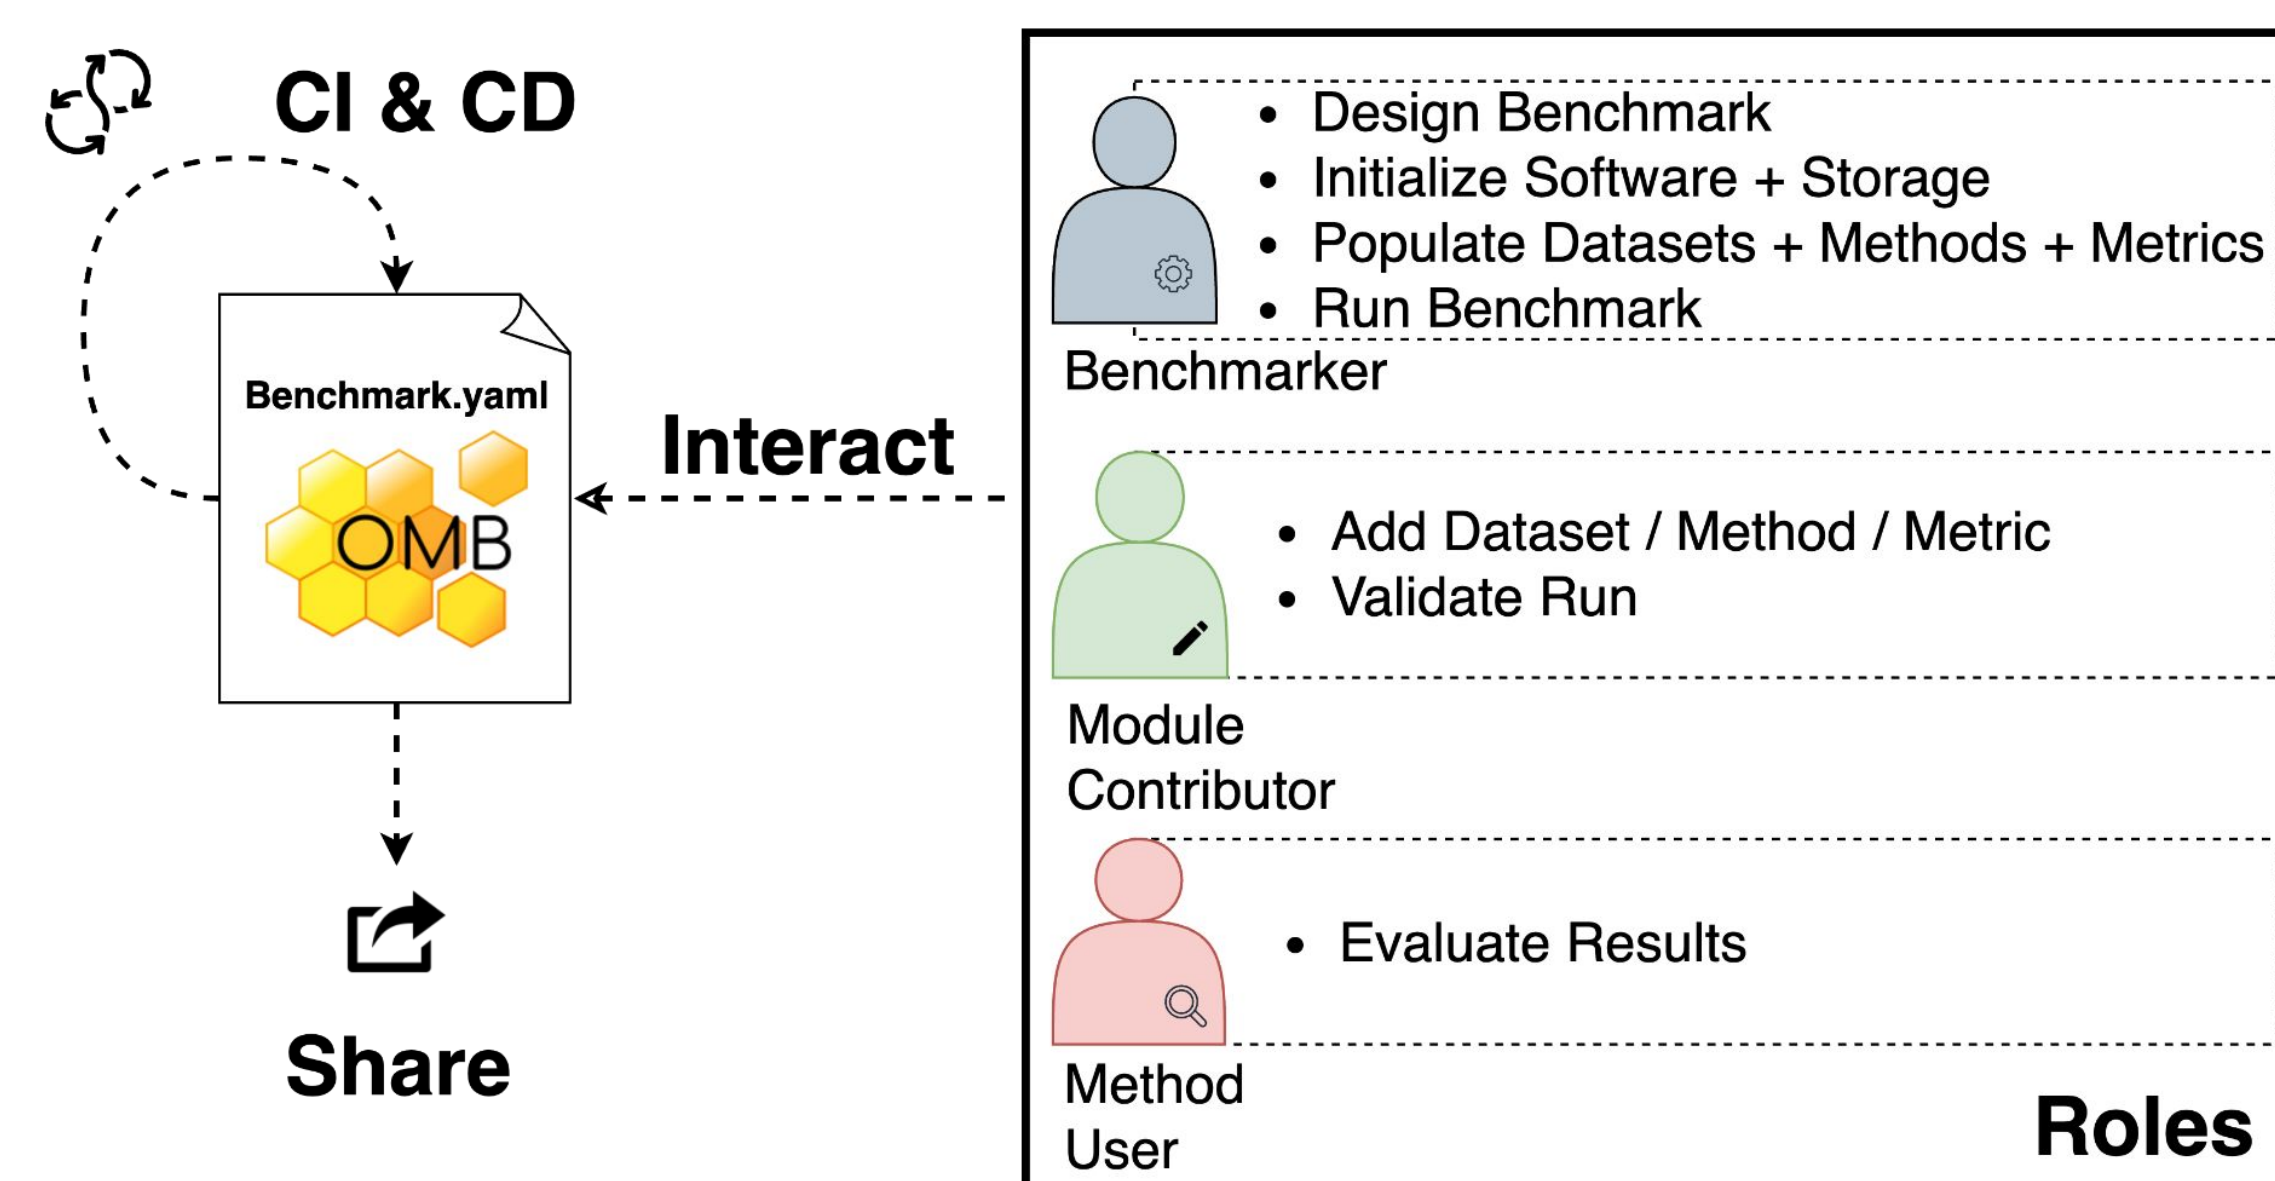 CI & CD
Benchmark.yaml
OMB
Interact
Share
• Design Benchmark
• Initialize Software + Storage
• Populate Datasets + Methods + Metrics
• Run Benchmark
Benchmarker
• Add Dataset / Method / Metric
• Validate Run
Module
Contributor
• Evaluate Results
Method
User
Roles